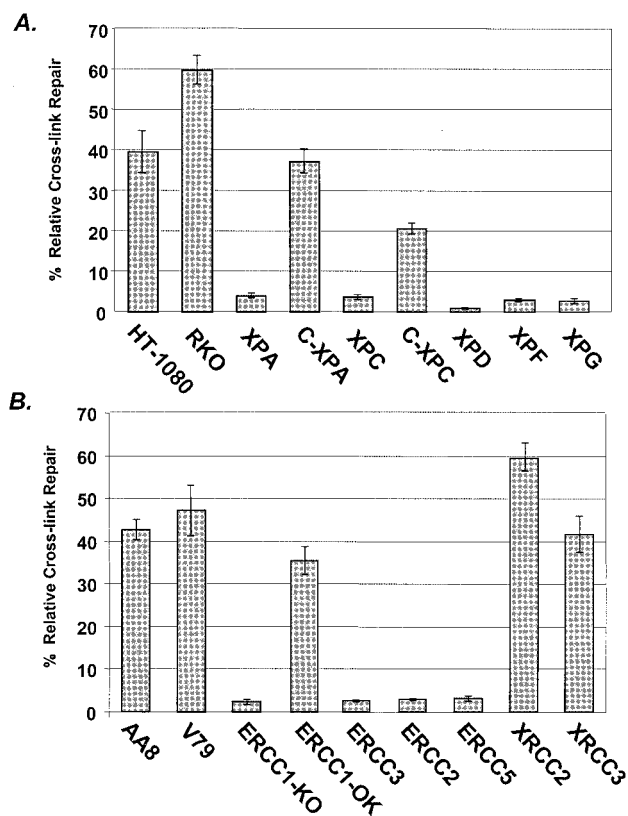 A.
% Relative Cross-link Repair
70
60
50
40
30
20
10
0
HT-1080
RKO
XPA
C-XPA
XPC
C-XPC
XPD
XPF
XPG
B.
% Relative Cross-link Repair
70
60
50
40
30
20
10
0
AA8
V79
ERCC1-KO
ERCC1-OK
ERCC3
ERCC2
ERCC5
XRCC2
XRCC3